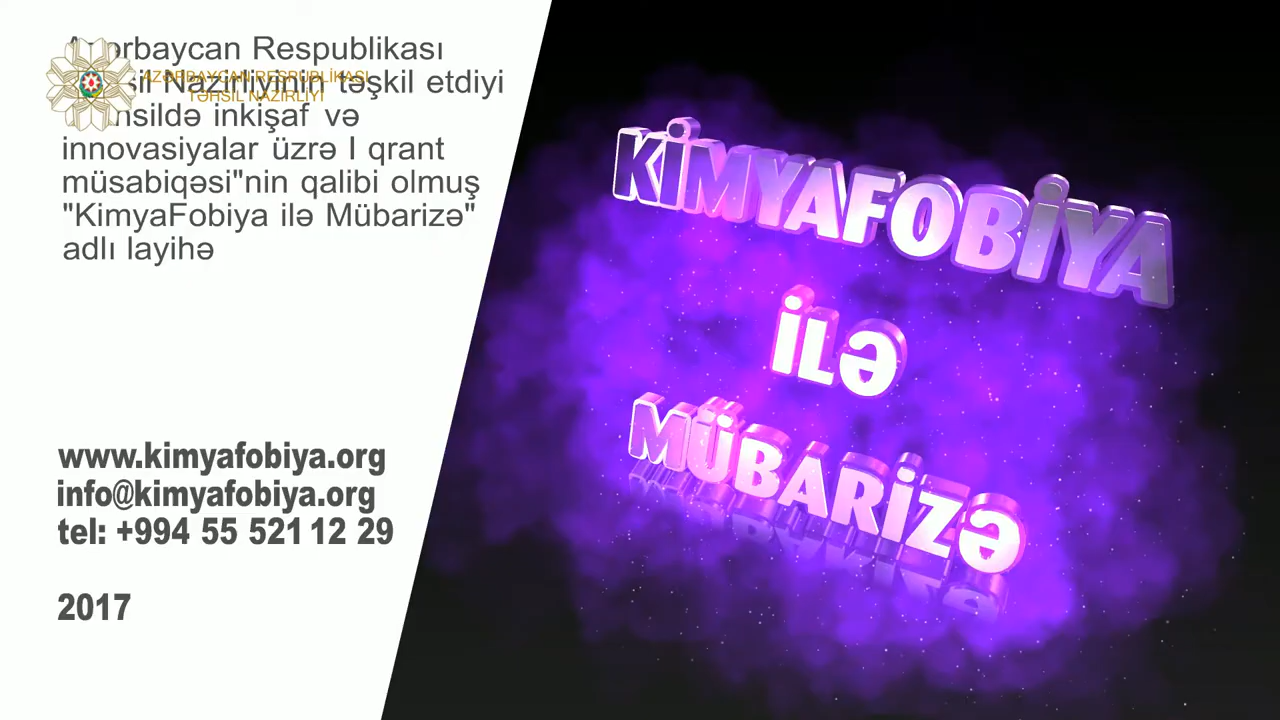 Azərbaycan Respublikası
Nazirliyinin təşkil etdiyi
inkişaf və
innovasiyalar üzrə I qrant
müsabiqəsi"nin qalibi olmuş
"KimyaFobiya ilə Mübarizə"
adlı layihə
AZƏRBAYCAN RESPUBLİKASI
TƏHSİL NAZİRLİYİ
www.kimyafobiya.org
info@kimyafobiya.org
tel: +994 55 521 12 29
2017
KİMYAFOBİYA
İLƏ
MÜBARİZƏ